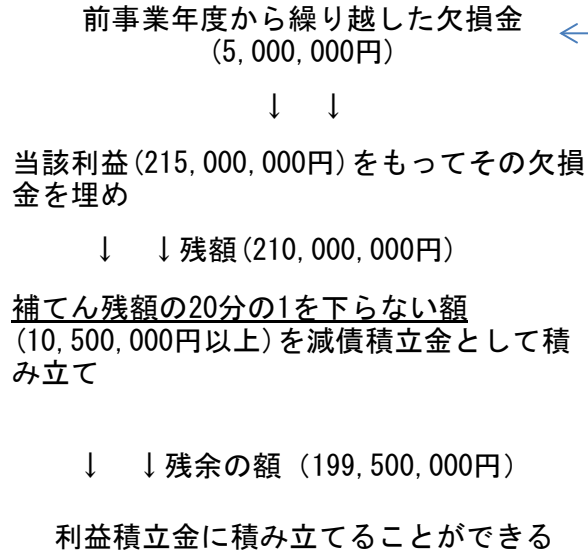 前事業年度から繰り越した欠損金
(5,000,000円)
↓ ↓
当該利益(215,000,000円)をもってその欠損
金を埋め
↓ ↓残額(210,000,000円)
補てん残額の20分の1を下らない額
(10,500,000円以上)を減債積立金として積
み立て
↓ ↓残余の額 (199,500,000円)
利益積立金に積み立てることができる